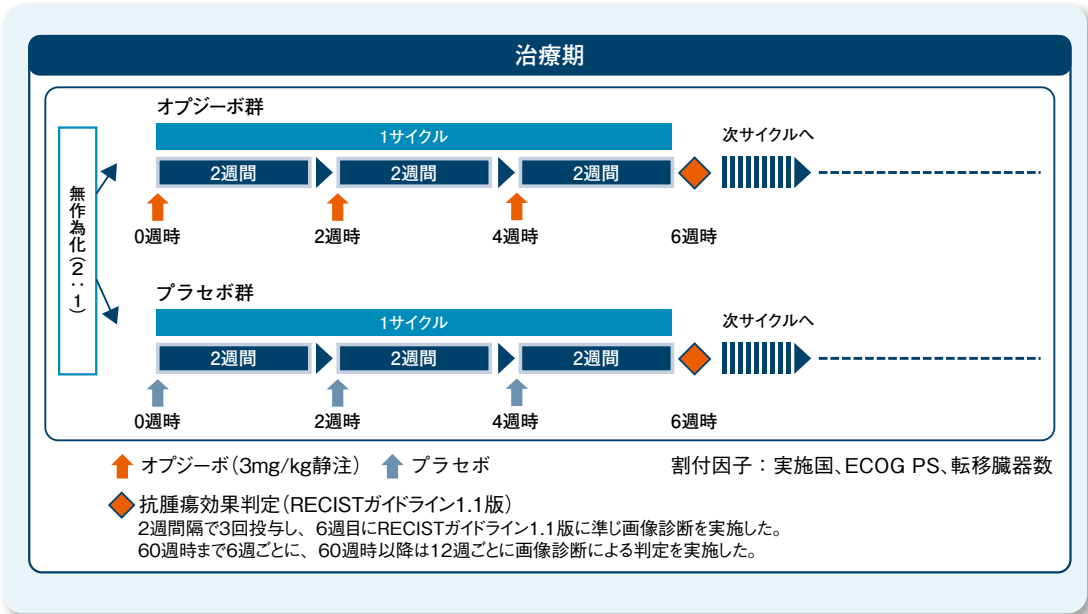 治療期
オプジーボ群
1サイクル
次サイクルへ
2週間 2週間 2週間
0週時 2週時 4週時 6週時
無作為化(2:1)
プラセボ群
1サイクル
次サイクルへ
2週間 2週間 2週間
0週時 2週時 4週時 6週時
オプジーボ(3mg/kg静注) プラセボ 割付因子:実施国、ECOG PS、転移臓器数
抗腫瘍効果判定(RECISTガイドライン1.1版)
2週間隔で3回投与し、6週目にRECISTガイドライン1.1版に準じ画像診断を実施した。
60週時まで6週ごとに、60週時以降は12週ごとに画像診断による判定を実施した。